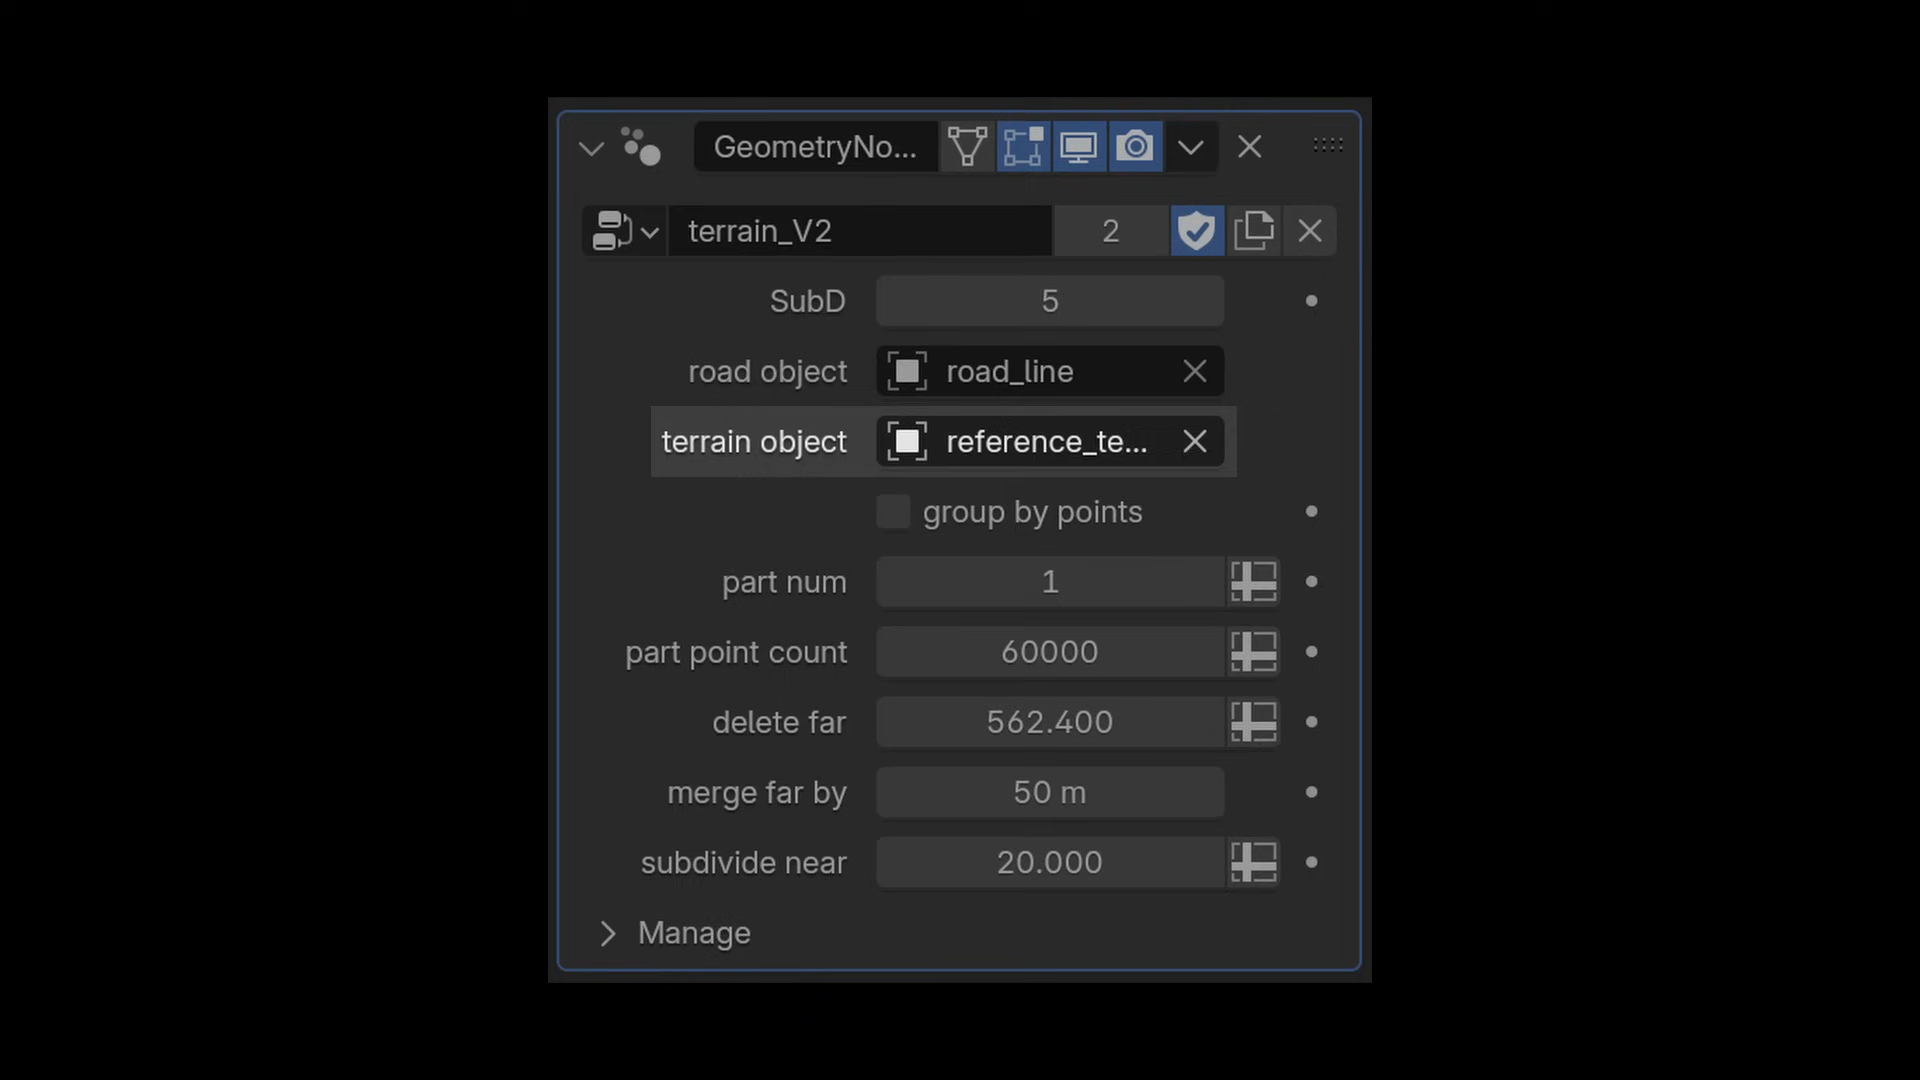 GeometryNo...
terrain_V2 2
SubD 5
road object road_line
terrain object reference_te...
group by points
part num 1
part point count 60000
delete far 562.400
merge far by 50 m
subdivide near 20.000
Manage